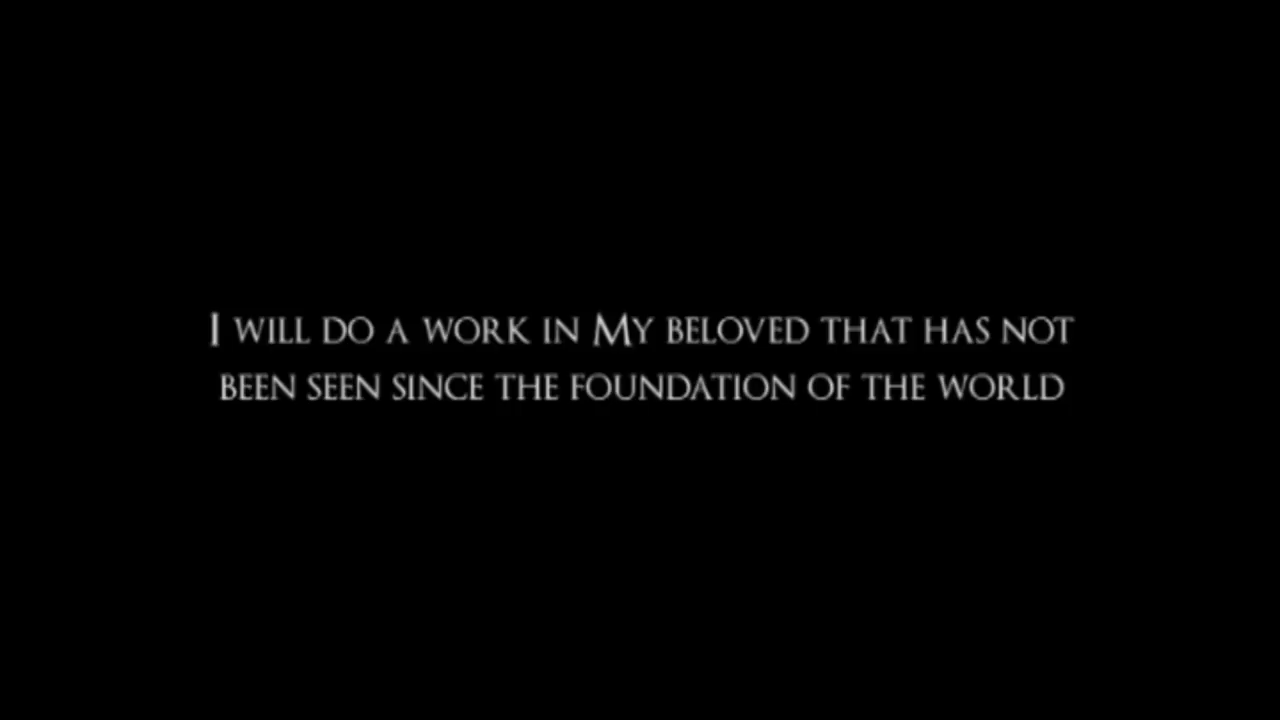 I WILL DO A WORK IN MY BELOVED THAT HAS NOT
BEEN SEEN SINCE THE FOUNDATION OF THE WORLD